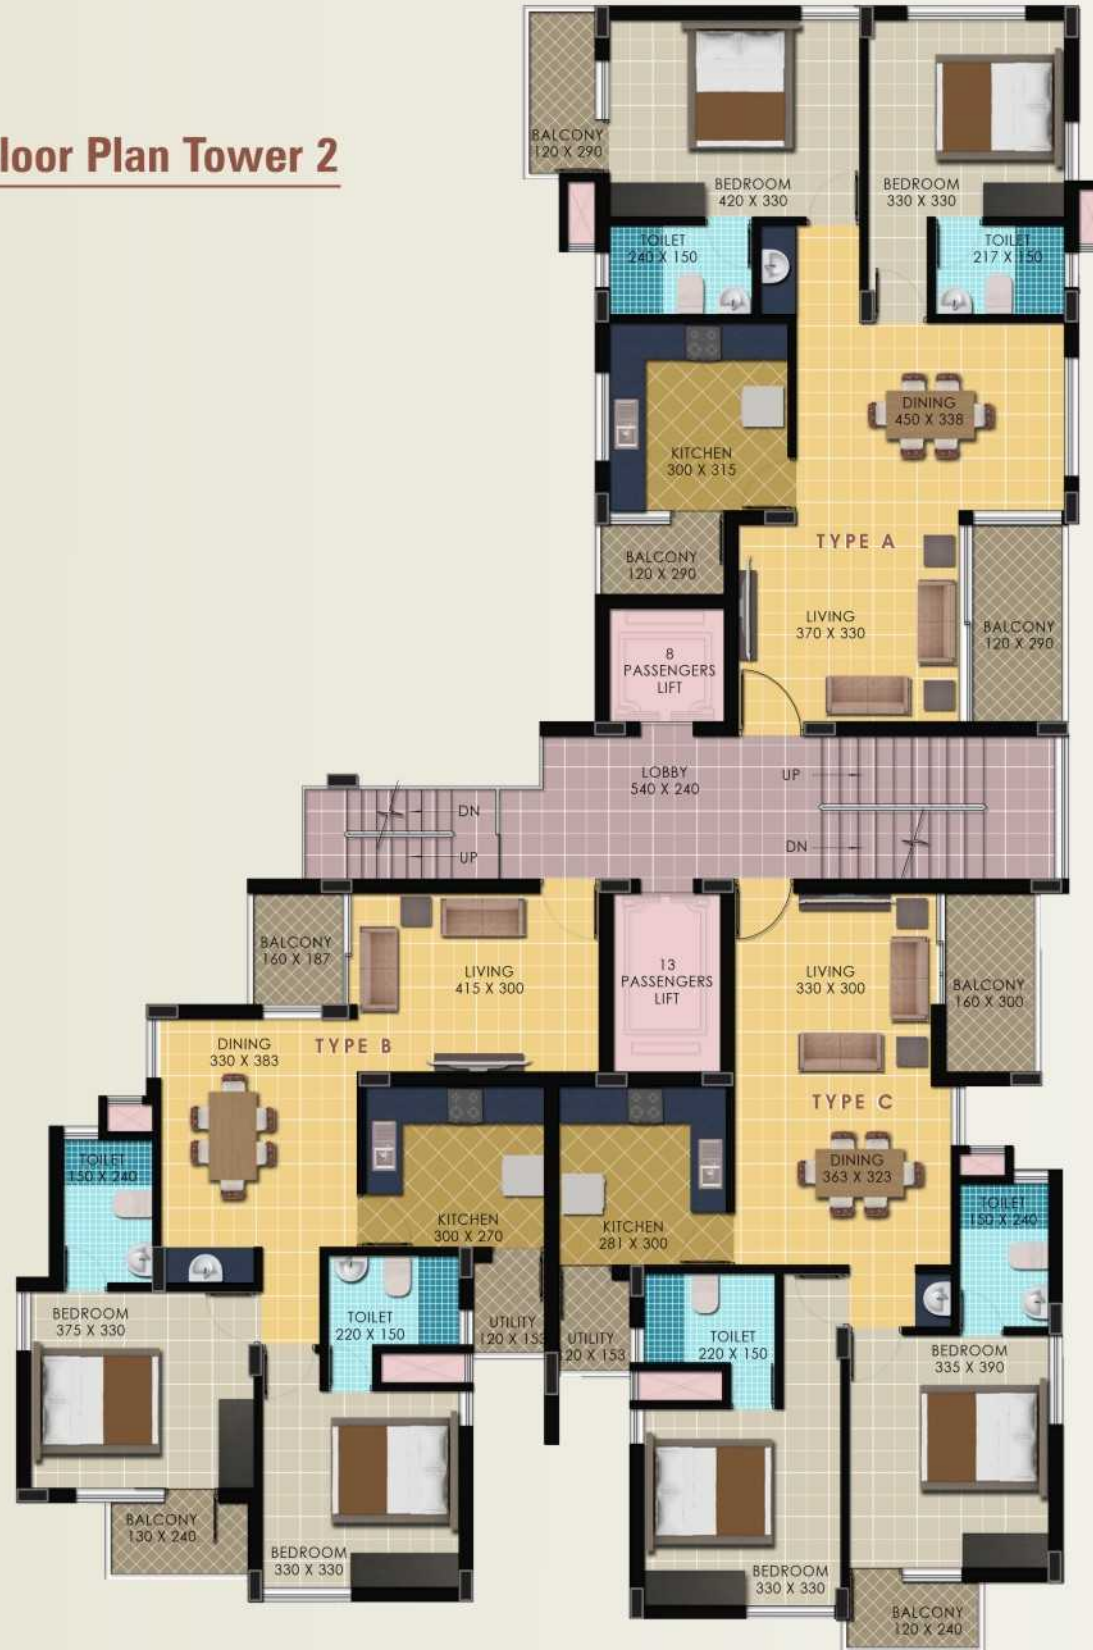 loor Plan Tower 2
BALCONY
120 X 290
BEDROOM
420 X 330
BEDROOM
330 X 330
TOILET
240 X 150
TOILET
217 X 150
DINING
450 X 338
KITCHEN
300 X 315
TYPE A
BALCONY
120 X 290
LIVING
370 X 330
BALCONY
120 X 290
8
PASSENGERS
LIFT
LOBBY
540 X 240
UP
DN
DN
UP
BALCONY
160 X 187
LIVING
415 X 300
13
PASSENGERS
LIFT
LIVING
330 X 300
BALCONY
160 X 300
DINING
330 X 383
TYPE B
TYPE C
TOILET
150 X 240
DINING
363 X 323
KITCHEN
300 X 270
KITCHEN
281 X 300
TOILET
150 X 240
BEDROOM
375 X 330
TOILET
220 X 150
UTILITY
120 X 153
UTILITY
120 X 153
TOILET
220 X 150
BEDROOM
335 X 390
BALCONY
130 X 240
BEDROOM
330 X 330
BEDROOM
330 X 330
BALCONY
120 X 240